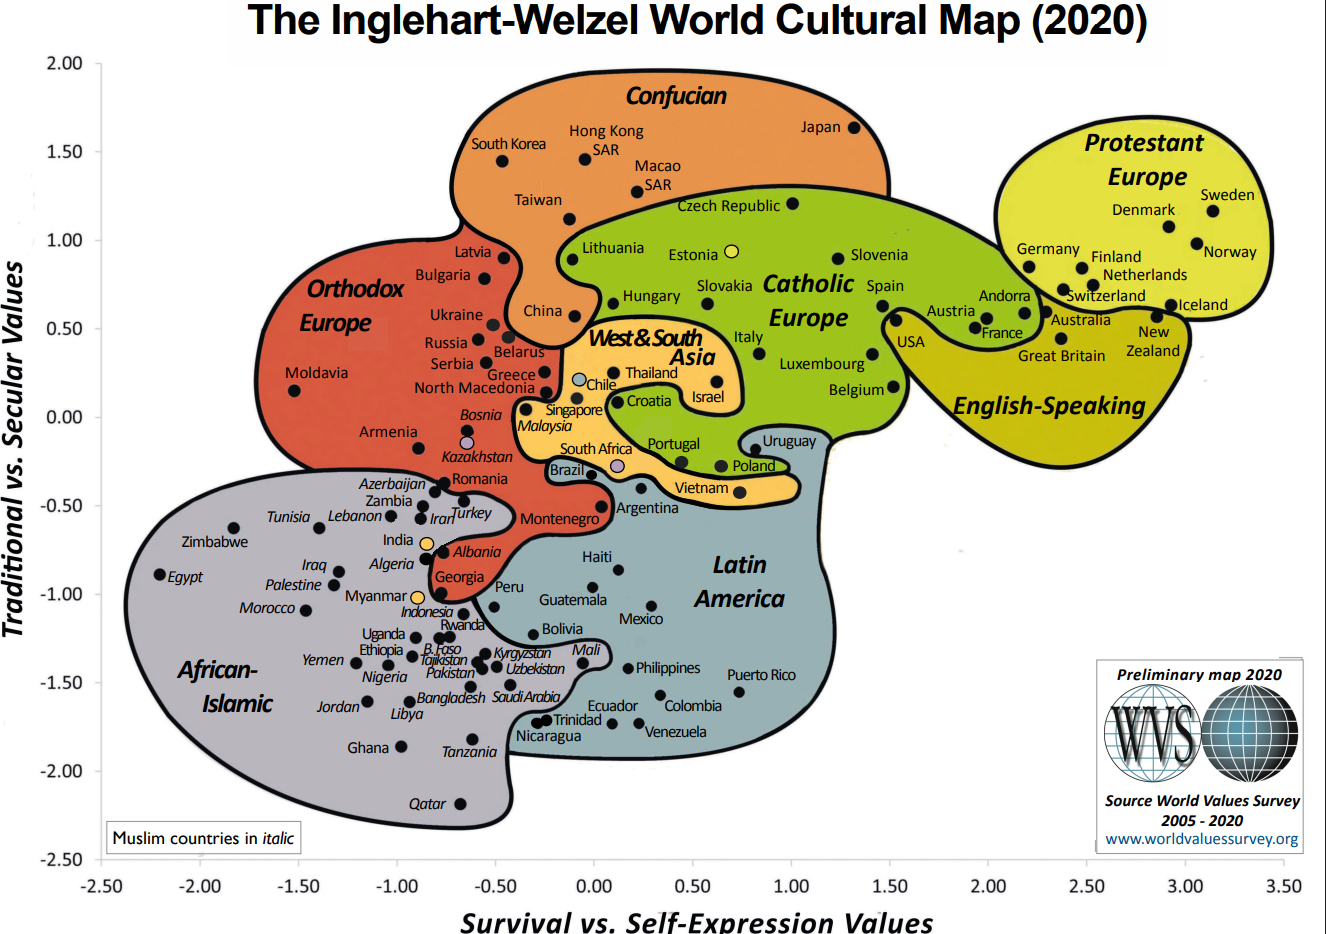 The Inglehart-Welzel World Cultural Map (2020)
2.00
1.50
1.00
0.50
0.00
-0.50
-1.00
-1.50
-2.00
-2.50
Traditional vs. Secular Values
Confucian
Japan
Hong Kong
SAR
South Korea
Macao
SAR
Taiwan
China
Protestant
Europe
Sweden
Denmark
Norway
Germany
Finland
Netherlands
Switzerland
Iceland
Catholic
Europe
Czech Republic
Lithuania
Estonia
Slovenia
Slovakia
Hungary
Spain
Andorra
Austria
France
Italy
Luxembourg
Belgium
Croatia
Portugal
Poland
English-Speaking
USA
Australia
Great Britain
New
Zealand
Orthodox
Europe
Latvia
Bulgaria
Ukraine
Russia
Belarus
Serbia
Greece
North Macedonia
Moldavia
Bosnia
Armenia
Kazakhstan
Romania
Montenegro
Albania
Georgia
West & South
Asia
Thailand
Chile
Israel
Singapore
Malaysia
South Africa
Vietnam
Latin
America
Uruguay
Brazil
Argentina
Haiti
Guatemala
Mexico
Peru
Bolivia
Philippines
Puerto Rico
Colombia
Ecuador
Venezuela
Trinidad
Nicaragua
African-
Islamic
Azerbaijan
Zambia
Lebanon
Iran
Turkey
Tunisia
Zimbabwe
India
Algeria
Egypt
Iraq
Palestine
Myanmar
Morocco
Indonesia
Rwanda
Uganda
Ethiopia
B. Faso
Tajikistan
Kyrgyzstan
Mali
Yemen
Nigeria
Pakistan
Uzbekistan
Bangladesh
Saudi Arabia
Jordan
Libya
Ghana
Tanzania
Qatar
Muslim countries in italic
Preliminary map 2020
WVS
Source World Values Survey
2005 - 2020
www.worldvaluessurvey.org
-2.50
-2.00
-1.50
-1.00
-0.50
0.00
0.50
1.00
1.50
2.00
2.50
3.00
3.50
Survival vs. Self-Expression Values